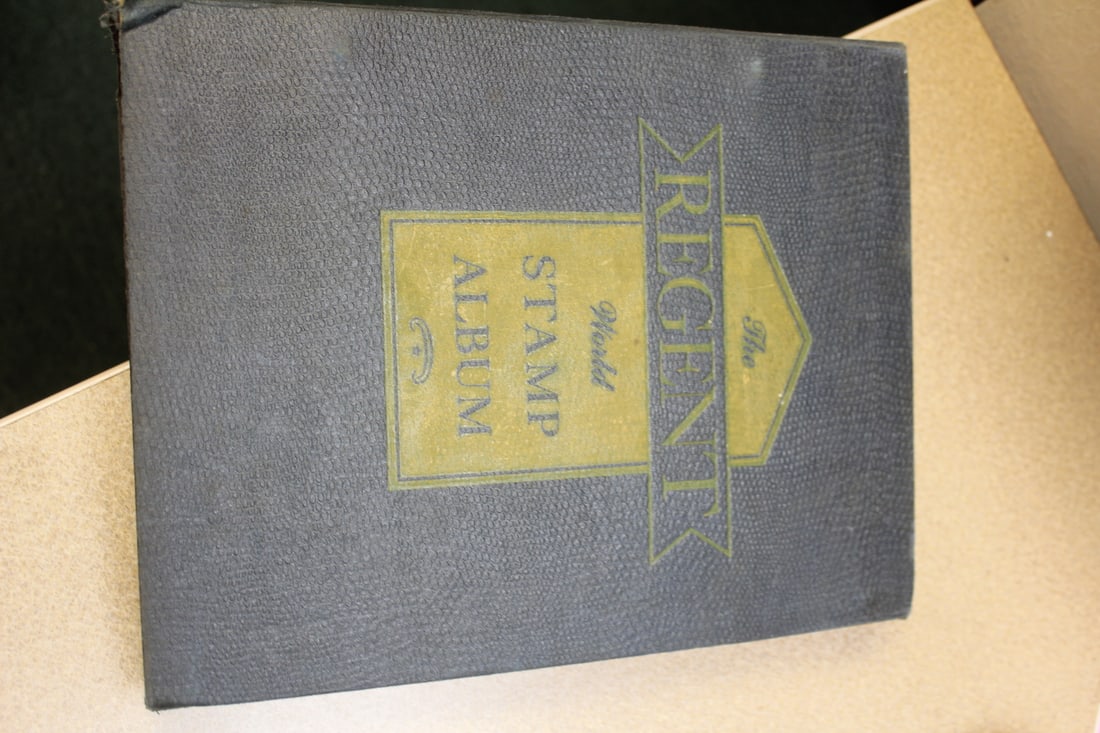 The
REGENT
World
STAMP
ALBUM